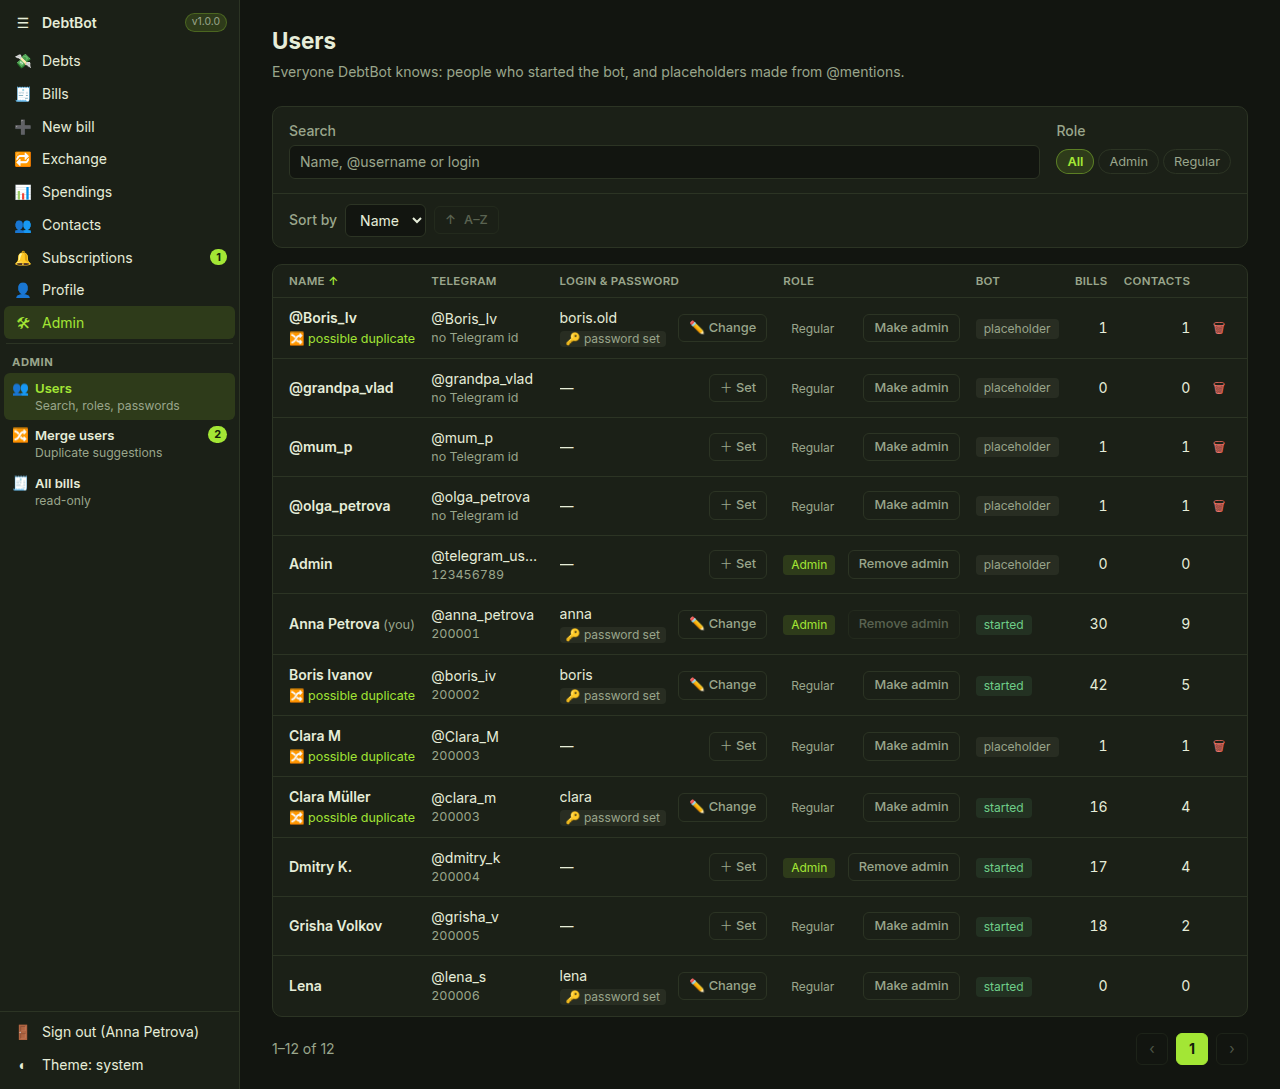 ☰ DebtBot v1.0.0
💸 Debts
🧾 Bills
➕ New bill
🔁 Exchange
📊 Spendings
👥 Contacts
🔔 Subscriptions 1
👤 Profile
🛠 Admin
ADMIN
👥 Users
Search, roles, passwords
🔀 Merge users 2
Duplicate suggestions
🧾 All bills
read-only
🚪 Sign out (Anna Petrova)
Theme: system
Users
Everyone DebtBot knows: people who started the bot, and placeholders made from @mentions.
Search
Name, @username or login
Role
All Admin Regular
Sort by Name ↑ A–Z
NAME ↑ TELEGRAM LOGIN & PASSWORD ROLE BOT BILLS CONTACTS
@Boris_Iv @Boris_Iv boris.old ✏️ Change Regular Make admin placeholder 1 1 🗑
🔀 possible duplicate no Telegram id 🔑 password set
@grandpa_vlad @grandpa_vlad — + Set Regular Make admin placeholder 0 0 🗑
no Telegram id
@mum_p @mum_p — + Set Regular Make admin placeholder 1 1 🗑
no Telegram id
@olga_petrova @olga_petrova — + Set Regular Make admin placeholder 1 1 🗑
no Telegram id
Admin @telegram_us... — + Set Admin Remove admin placeholder 0 0
123456789
Anna Petrova (you) @anna_petrova anna ✏️ Change Admin Remove admin started 30 9
200001 🔑 password set
Boris Ivanov @boris_iv boris ✏️ Change Regular Make admin started 42 5
🔀 possible duplicate 200002 🔑 password set
Clara M @Clara_M — + Set Regular Make admin placeholder 1 1 🗑
🔀 possible duplicate 200003
Clara Müller @clara_m clara ✏️ Change Regular Make admin started 16 4
🔀 possible duplicate 200003 🔑 password set
Dmitry K. @dmitry_k — + Set Admin Remove admin started 17 4
200004
Grisha Volkov @grisha_v — + Set Regular Make admin started 18 2
200005
Lena @lena_s lena ✏️ Change Regular Make admin started 0 0
200006 🔑 password set
1–12 of 12 ‹ 1 ›